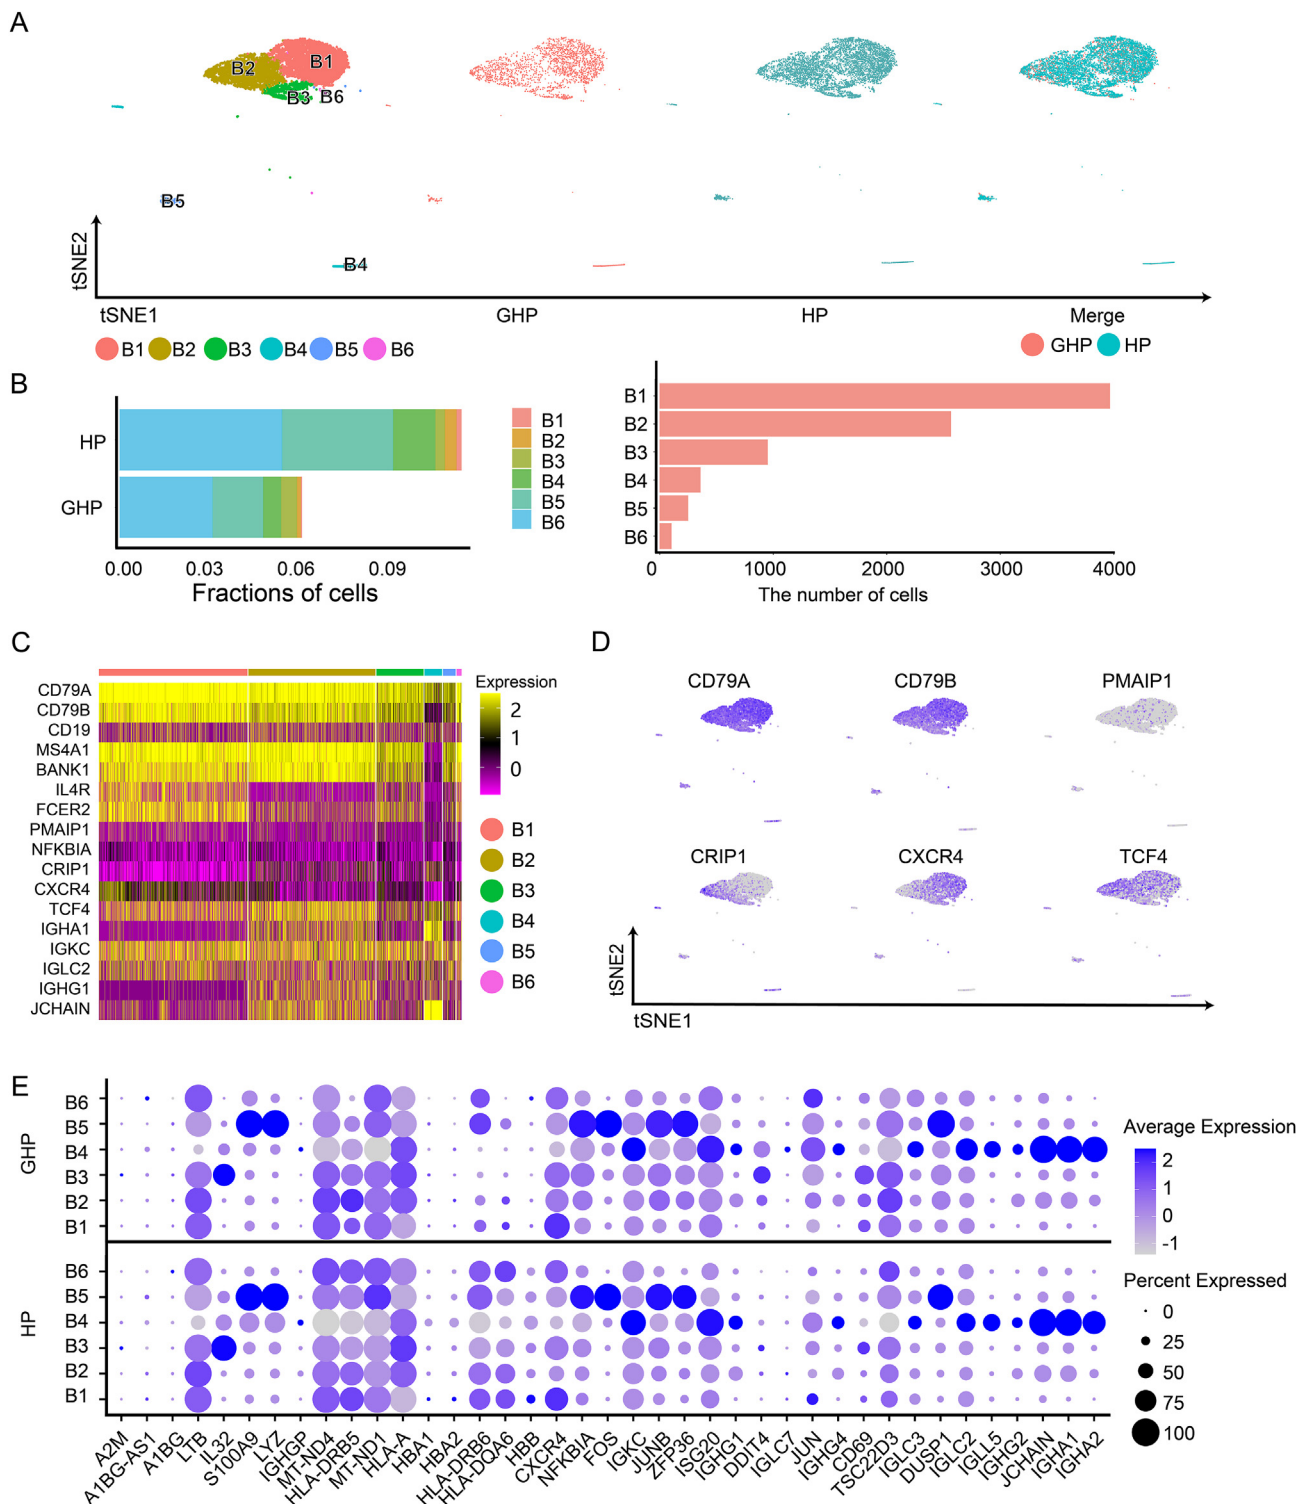 A
B1
B2
B3 B6
B5
B4
tSNE2
tSNE1 GHP HP Merge
B1 B2 B3 B4 B5 B6
GHP HP
B
HP
GHP
0.00 0.03 0.06 0.09
Fractions of cells
B1
B2
B3
B4
B5
B6
B1
B2
B3
B4
B5
B6
0 1000 2000 3000 4000
The number of cells
C
CD79A
CD79B
CD19
MS4A1
BANK1
IL4R
FCER2
PMAIP1
NFKBIA
CRIP1
CXCR4
TCF4
IGHA1
IGKC
IGLC2
IGHG1
JCHAIN
Expression
2
1
0
B1
B2
B3
B4
B5
B6
D
CD79A CD79B PMAIP1
CRIP1 CXCR4 TCF4
tSNE2
tSNE1
E
GHP
B6
B5
B4
B3
B2
B1
HP
B6
B5
B4
B3
B2
B1
A2M
A1BG-AS1
A1BG
LTB
IL32
S100A9
LYZ
IGHGP
MT-ND4
HLA-DRB5
MT-ND1
HLA-A
HBA1
HBA2
HLA-DRB6
HLA-DQA6
HBB
CXCR4
NFKBIA
FOS
IGKC
JUNB
ZFP36
ISG20
IGHG1
DDIT4
IGLC7
JUN
IGHG4
CD69
TSC22D3
IGLC3
DUSP1
IGLC2
IGLL5
IGHG2
JCHAIN
IGHA1
IGHA2
Average Expression
2
1
0
-1
Percent Expressed
0
25
50
75
100